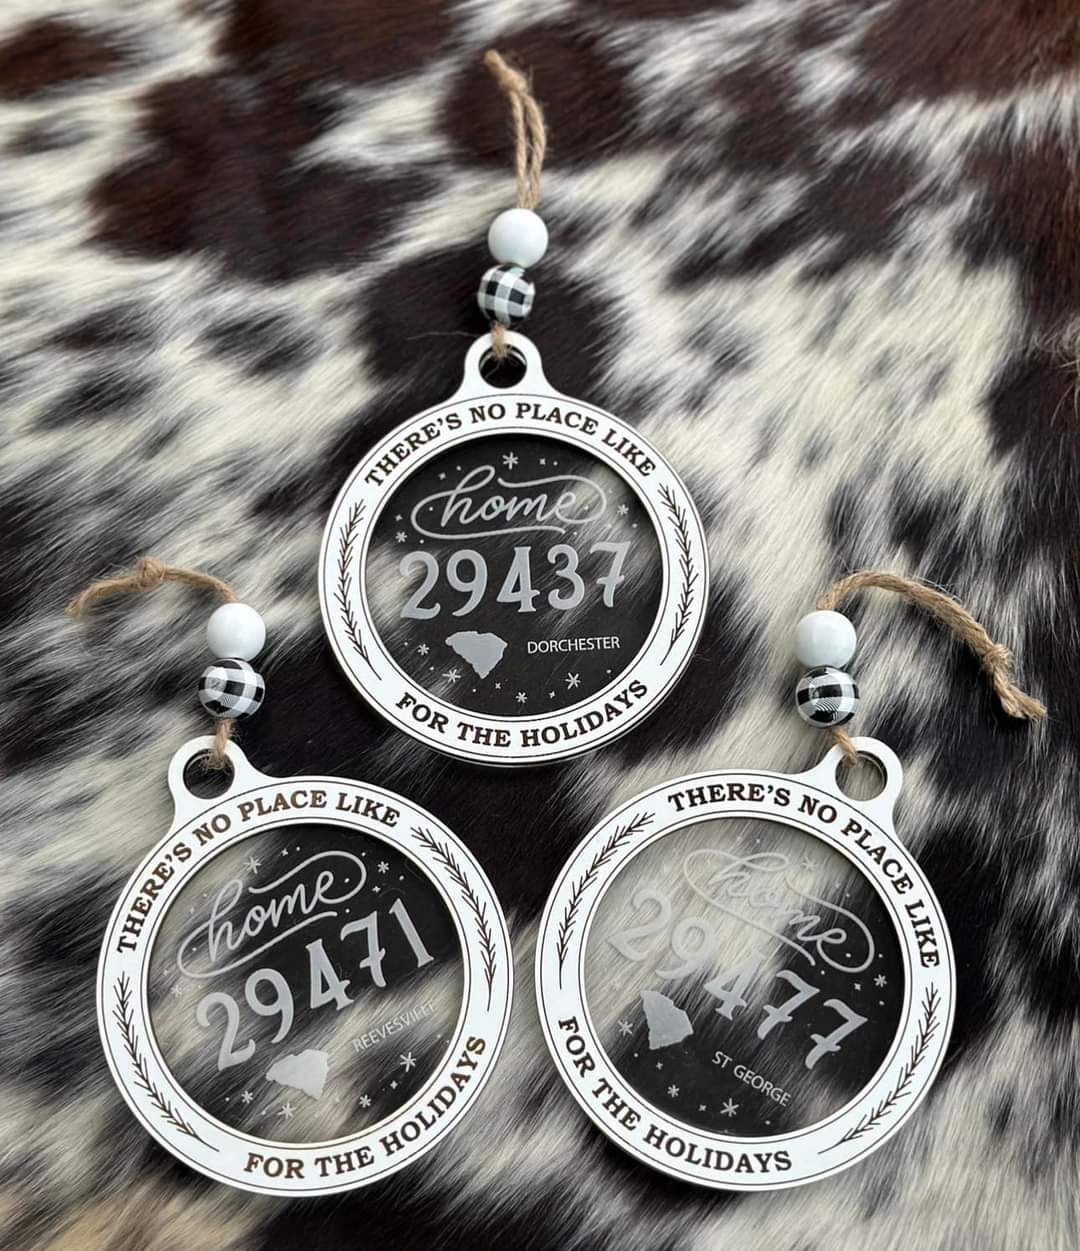 THERE'S NO PLACE LIKE
home
29437
DORCHESTER
FOR THE HOLIDAYS
THERE'S NO PLACE LIKE
home
29471
REEVESVILLE
FOR THE HOLIDAYS
THERE'S NO PLACE LIKE
home
29477
ST GEORGE
FOR THE HOLIDAYS